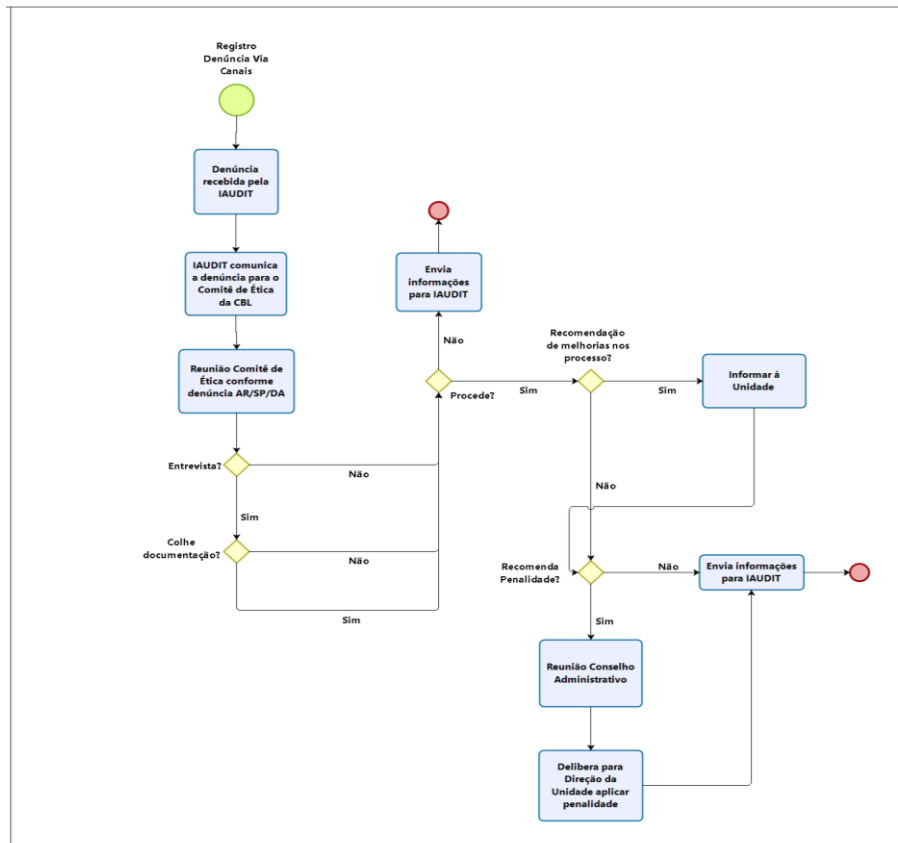 Registro
Denúncia Via
Canais
Denúncia
recebida pela
IAUDIT
IAUDIT comunica
a denúncia para o
Comitê de Ética
da CBL
Reunião Comitê de
Ética conforme
denúncia AR/SP/DA
Entrevista?
Não
Sim
Colhe
documentação?
Não
Sim
Envia
informações
para IAUDIT
Não
Procede?
Sim
Recomendação
de melhorias nos
processo?
Sim
Informar à
Unidade
Não
Recomenda
Penalidade?
Não
Envia informações
para IAUDIT
Sim
Reunião Conselho
Administrativo
Delibera para
Direção da
Unidade aplicar
penalidade